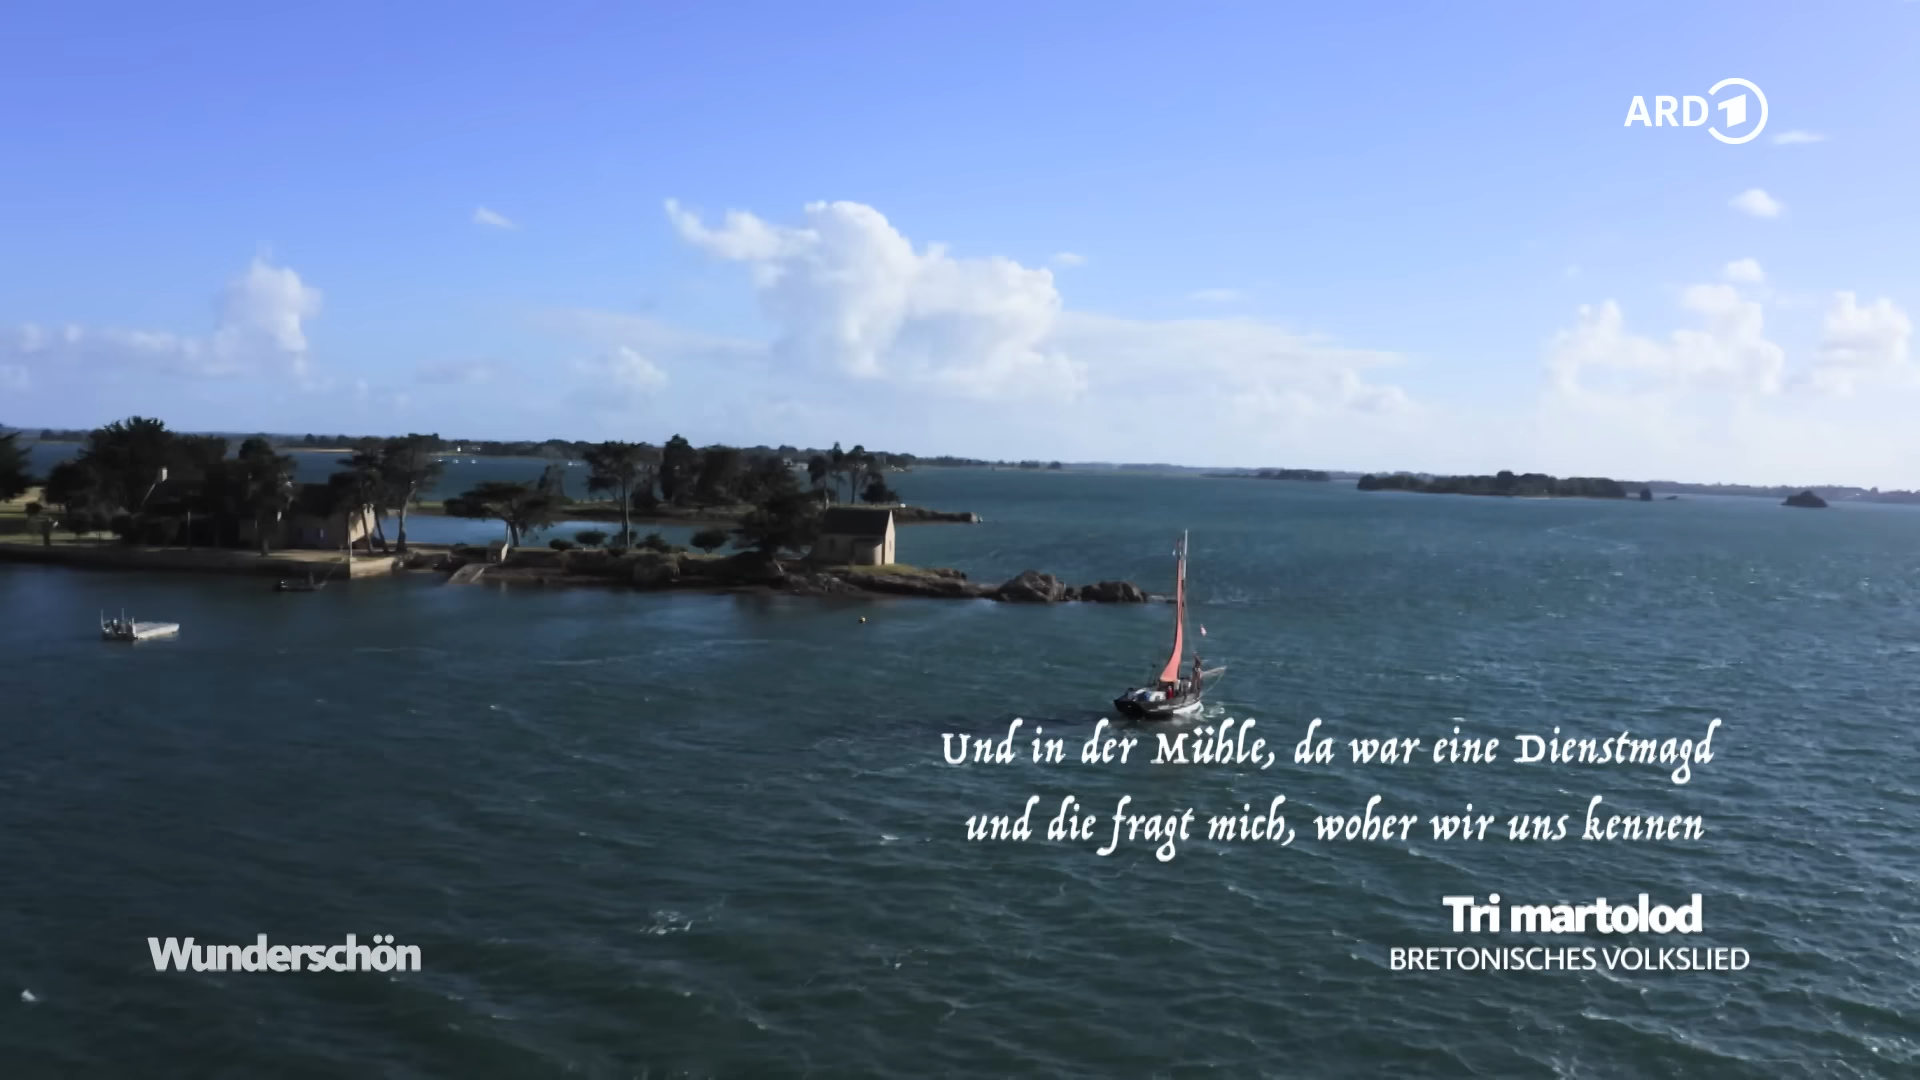 ARD 1
Und in der Mühle, da war eine Dienstmagd
und die fragt mich, woher wir uns kennen
Tri martolod
BRETONISCHES VOLKSLIED
Wunderschön